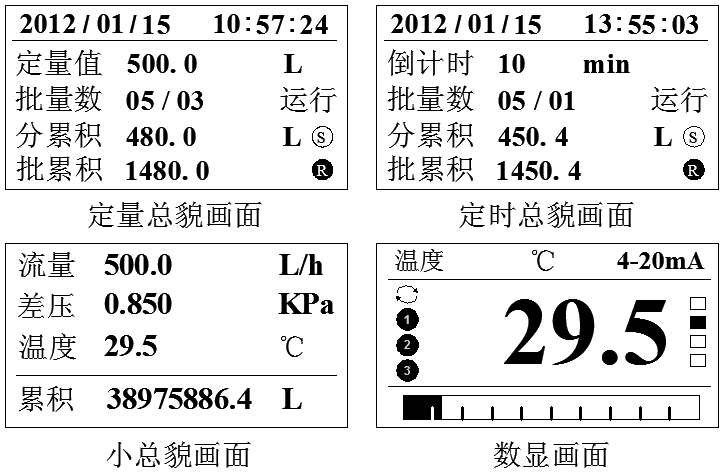 2012 / 01 / 15 10:57:24
定量值 500. 0 L
批量数 05 / 03 运行
分累积 480. 0 L S
批累积 1480. 0 R
定量总貌画面
2012 / 01 / 15 13:55:03
倒计时 10 min
批量数 05 / 01 运行
分累积 450. 4 L S
批累积 1450. 4 R
定时总貌画面
流量 500.0 L/h
差压 0.850 KPa
温度 29.5 ℃
累积 38975886.4 L
小总貌画面
温度 ℃ 4-20mA
1
2
3
29.5
数显画面